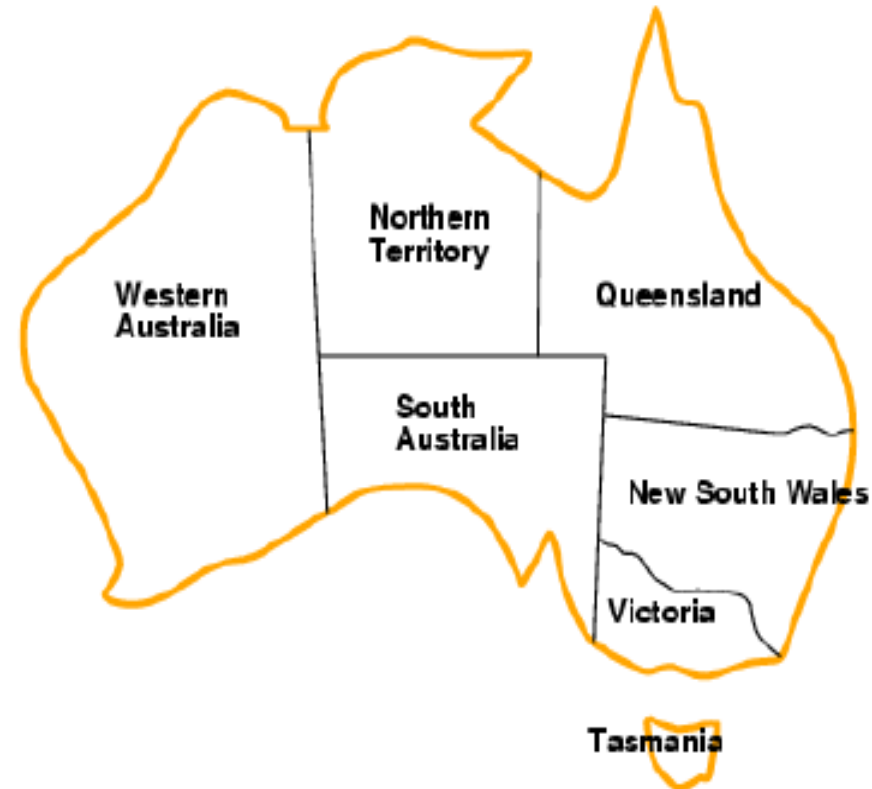 Northern
Territory
Western
Australia
Queensland
South
Australia
New South Wales
Victoria
Tasmania